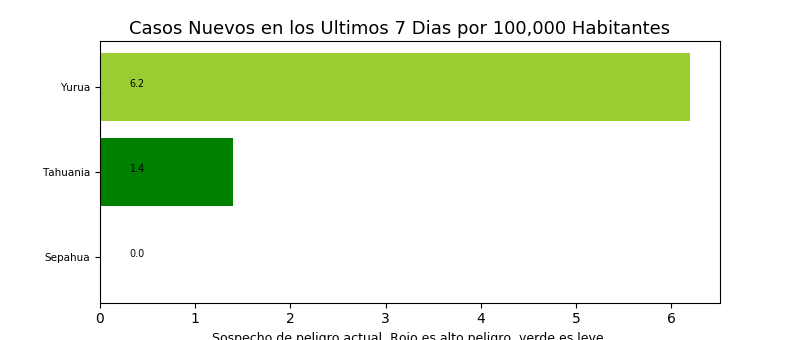 Casos Nuevos en los Ultimos 7 Dias por 100,000 Habitantes
Yurua
6.2
Tahuania
1.4
Sepahua
0.0
0 1 2 3 4 5 6
Sospecho de peligro actual. Rojo es alto peligro, verde es leve